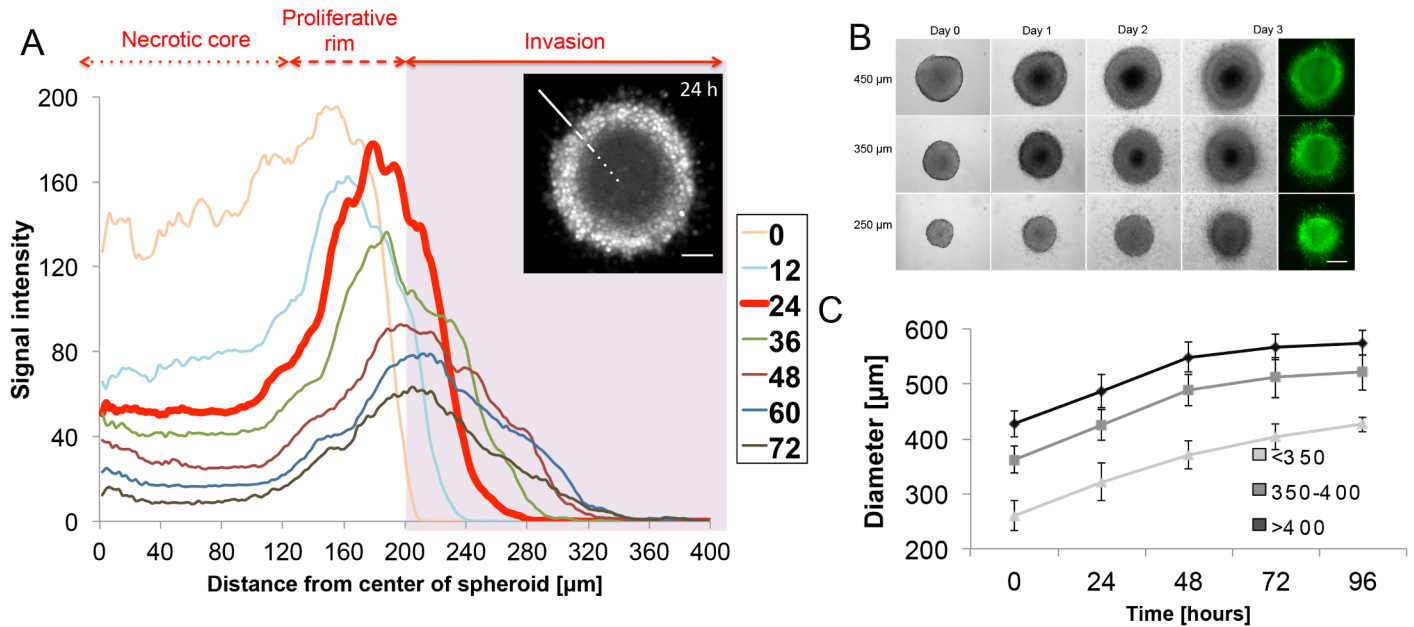 A
Necrotic core
Proliferative
rim
Invasion
200
160
120
80
40
0
Signal intensity
0 40 80 120 160 200 240 280 320 360 400
Distance from center of spheroid [µm]
24 h
0
12
24
36
48
60
72
B
Day 0 Day 1 Day 2 Day 3
450 µm
350 µm
250 µm
C
600
500
400
300
200
Diameter [µm]
0 24 48 72 96
Time [hours]
<350
350-400
>400